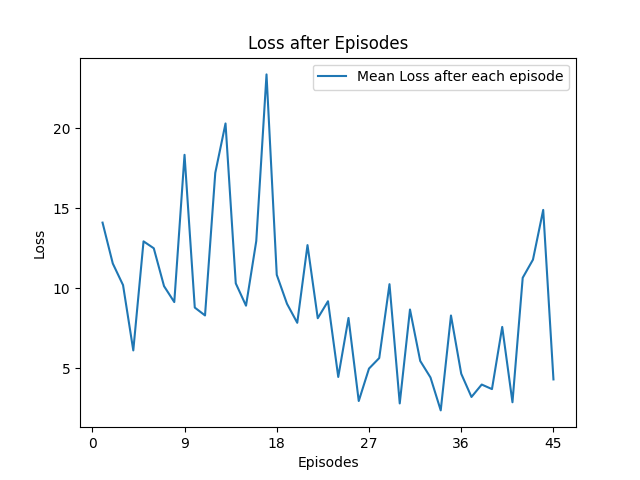 Loss after Episodes
Mean Loss after each episode
20
15
10
5
Loss
0 9 18 27 36 45
Episodes